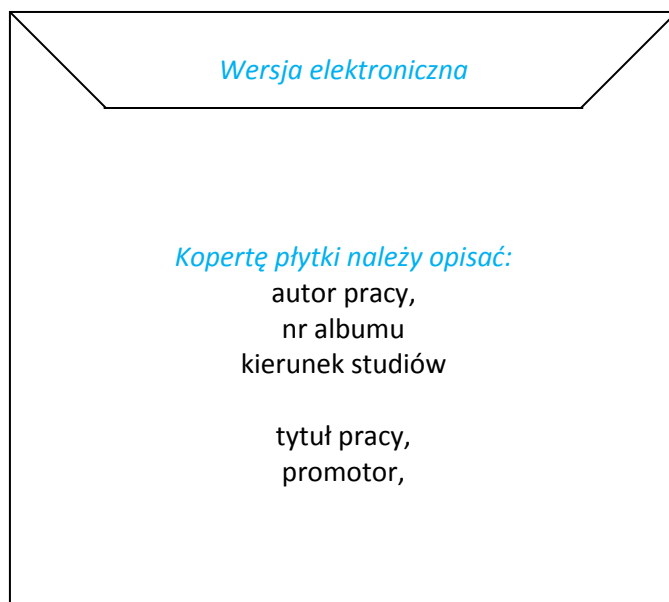 Wersja elektroniczna
Kopertę płytki należy opisać:
autor pracy,
nr albumu
kierunek studiów
tytuł pracy,
promotor,